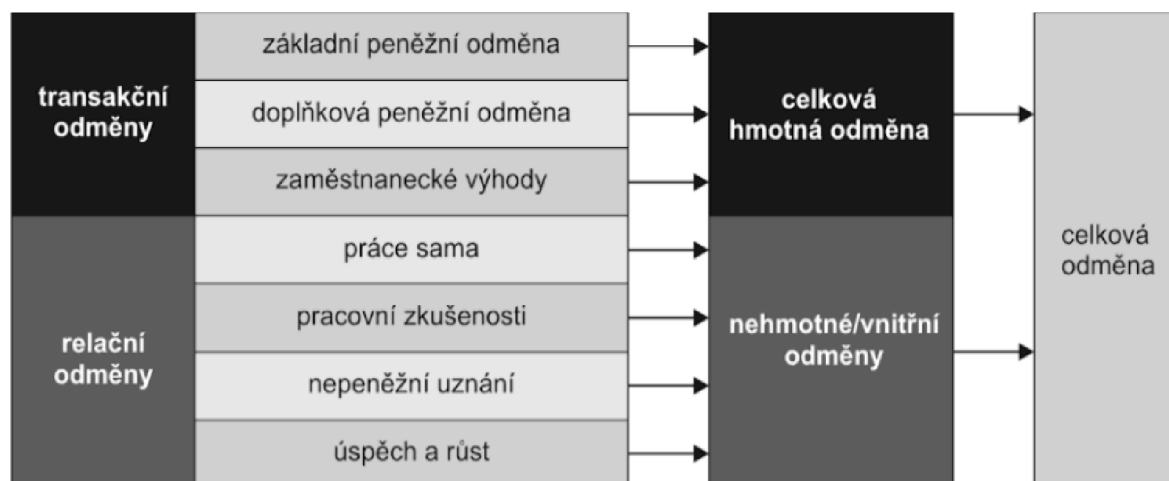 transakční
odměny
základní peněžní odměna
doplňková peněžní odměna
zaměstnanecké výhody
celková
hmotná odměna
relační
odměny
práce sama
pracovní zkušenosti
nepeněžní uznání
úspěch a růst
nehmotné/vnitřní
odměny
celková
odměna